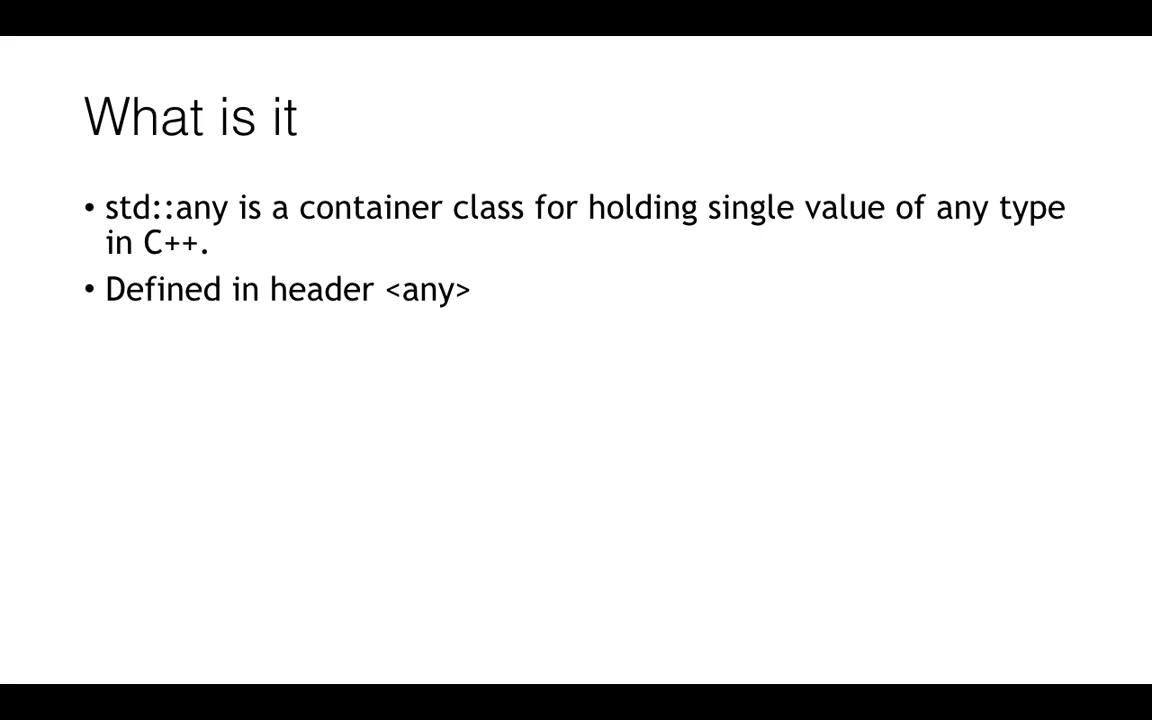 What is it
• std::any is a container class for holding single value of any type
in C++.
• Defined in header <any>